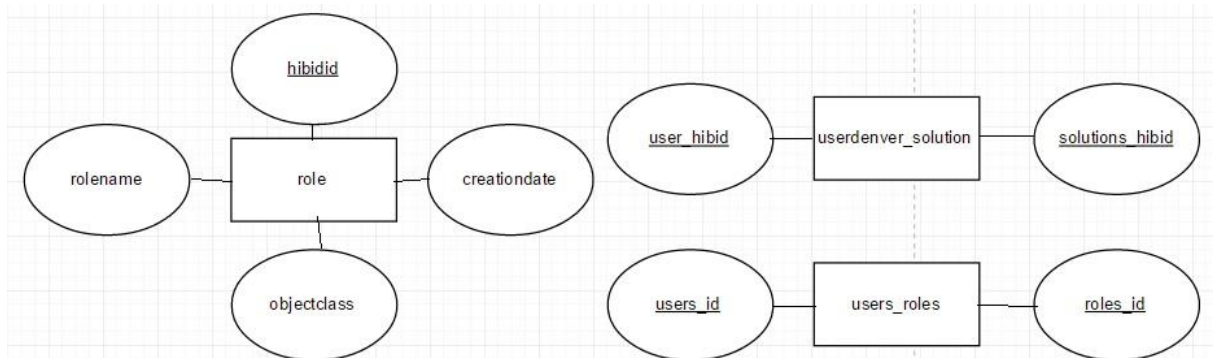 hibidid
rolename
role
creationdate
objectclass
user_hibid
userdenver_solution
solutions_hibid
users_id
users_roles
roles_id